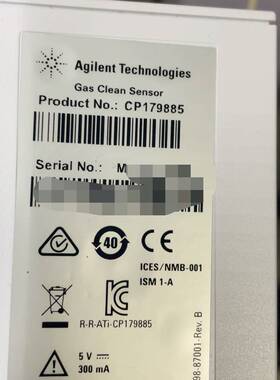 Agilent Technologies
Gas Clean Sensor
Product No.: CP179885
Serial No.: M
40
CE
ICES/NMB-001
ISM 1-A
R-R-ATi-CP179885
5 V
300 mA
98-87001-Rev. B